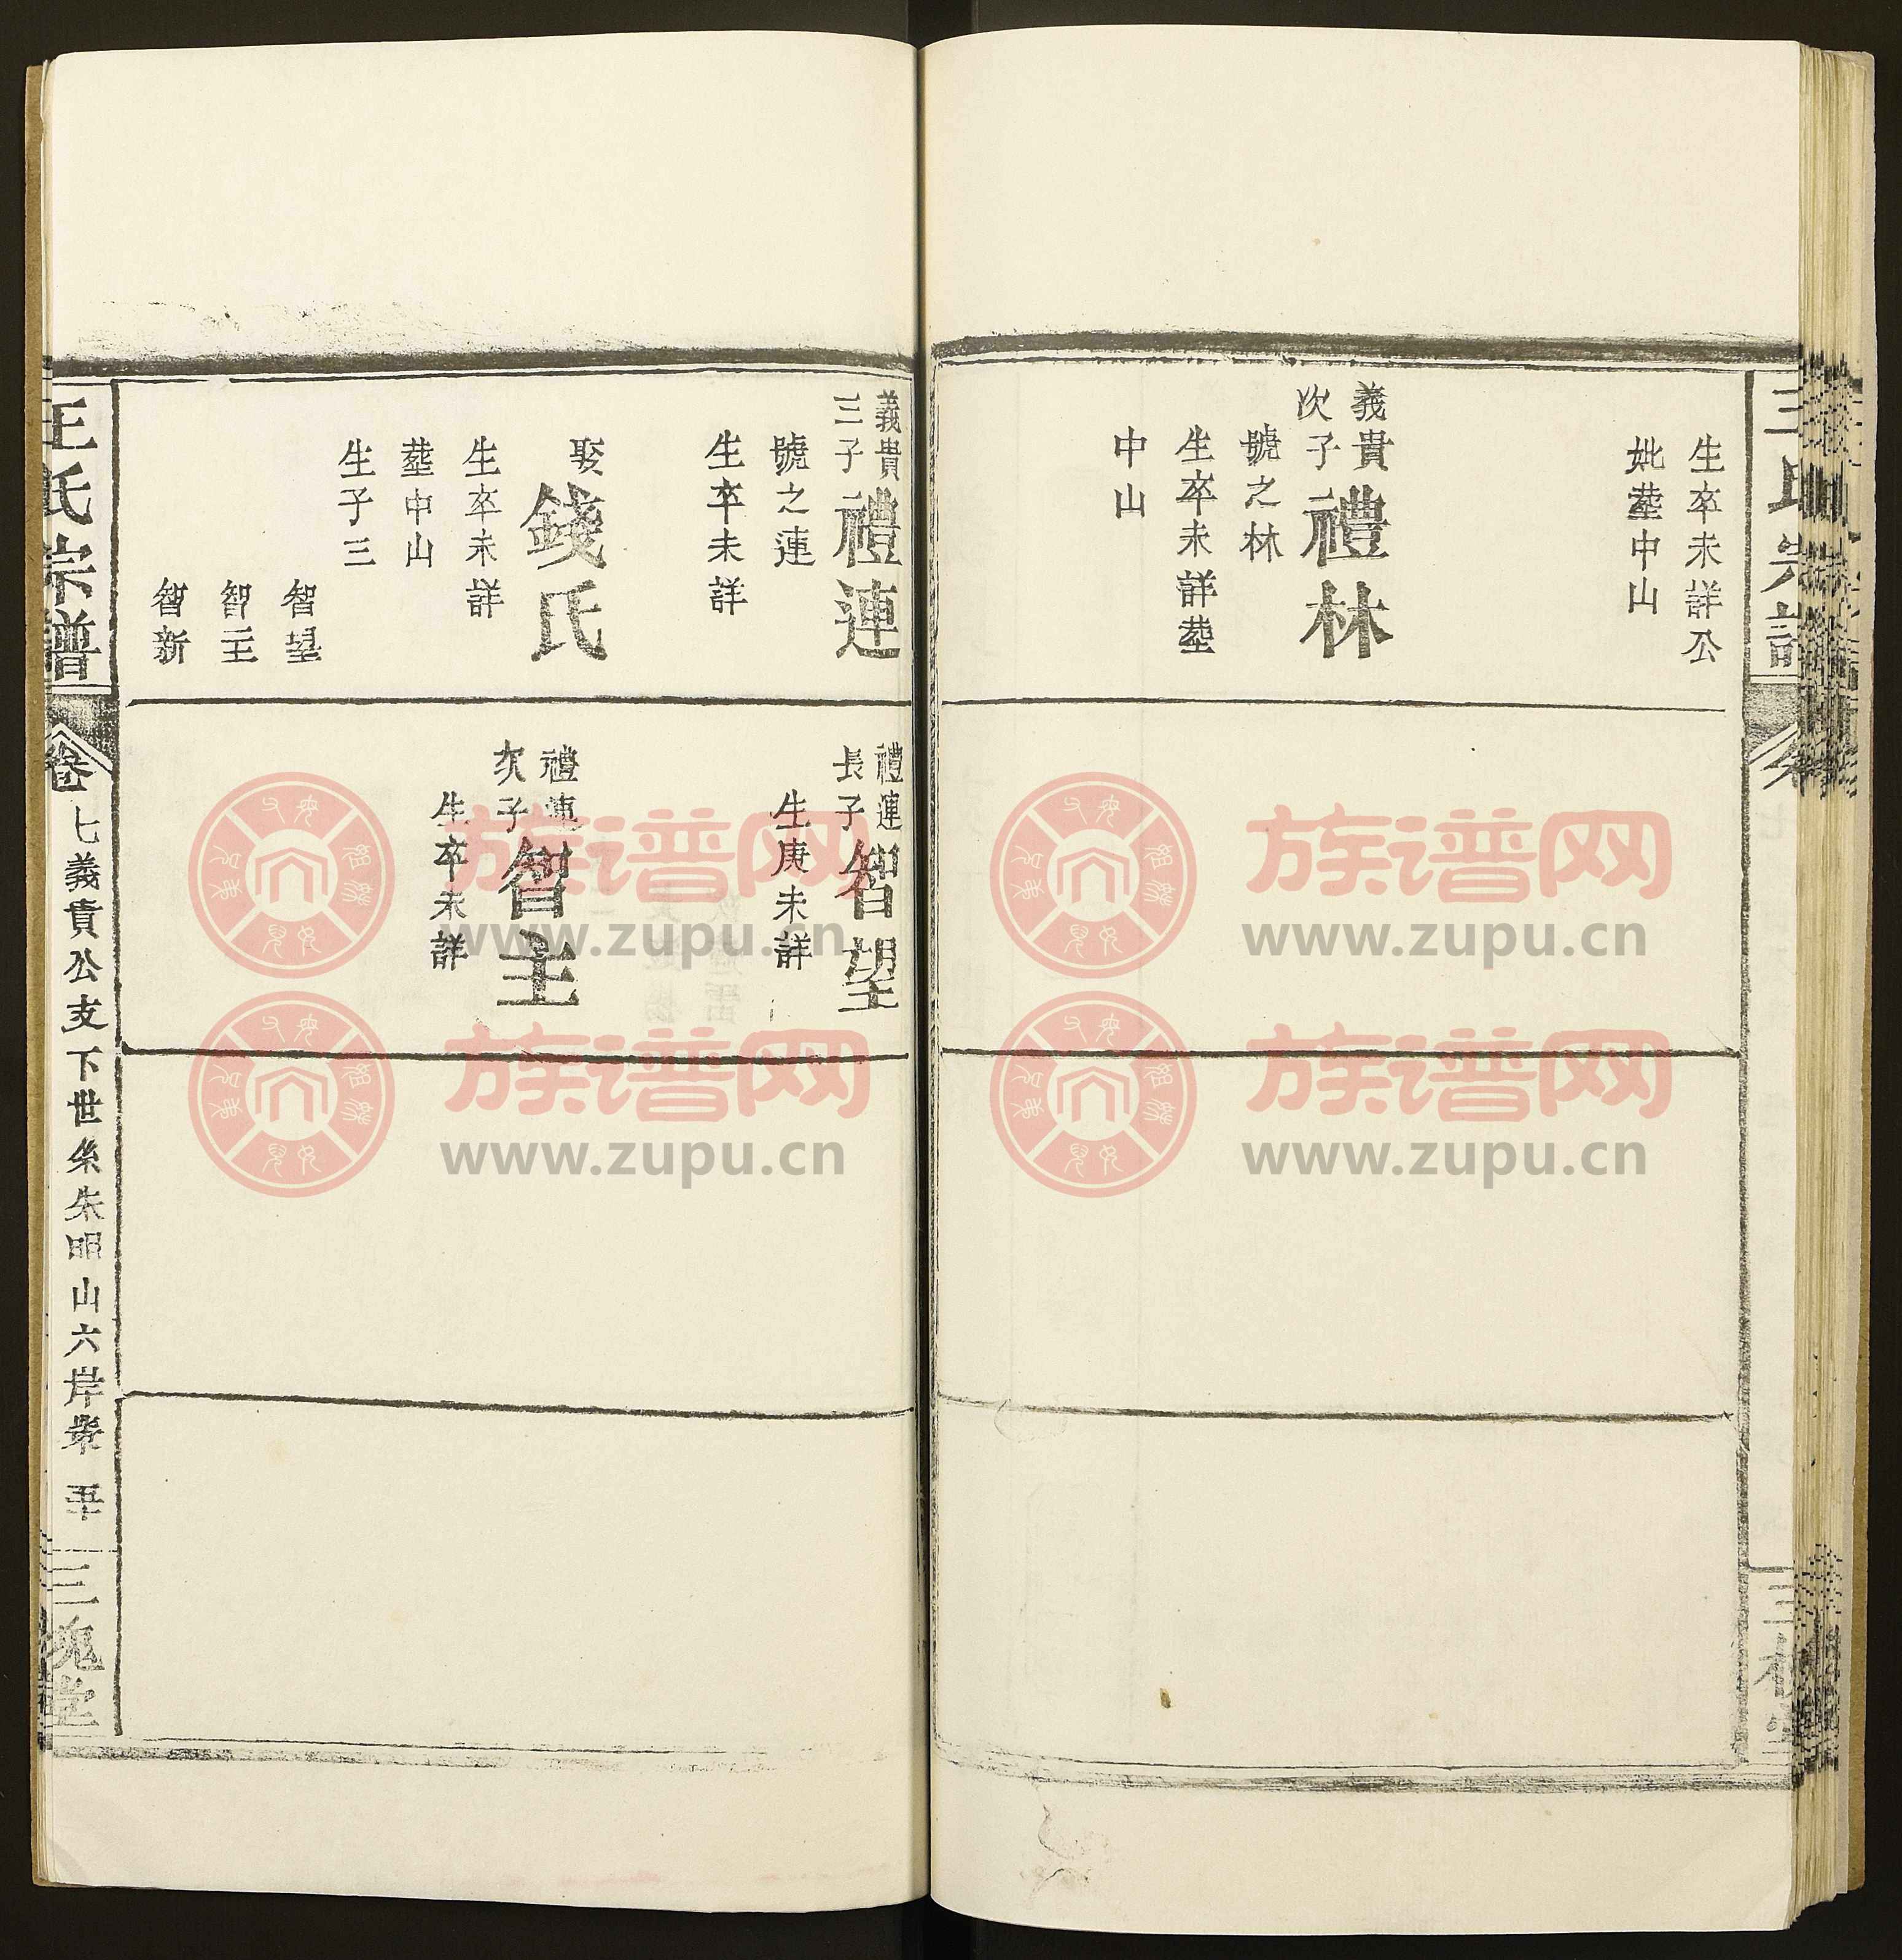 生卒未詳公
妣塟中山
義貴
次子
禮林
號之林
生卒未詳塟
中山
義貴
三子
禮連
號之連
生卒未詳
娶
錢氏
生卒未詳
塟中山
生子三
智望
智主
智新
禮連
長子
智望
生庚未詳
禮連
次子
智主
生卒未詳
王氏宗譜
卷
七義貴公支下世系朱明山六岸衆
三槐堂
族谱网
www.zupu.cn
族谱网
www.zupu.cn
族谱网
www.zupu.cn
族谱网
www.zupu.cn